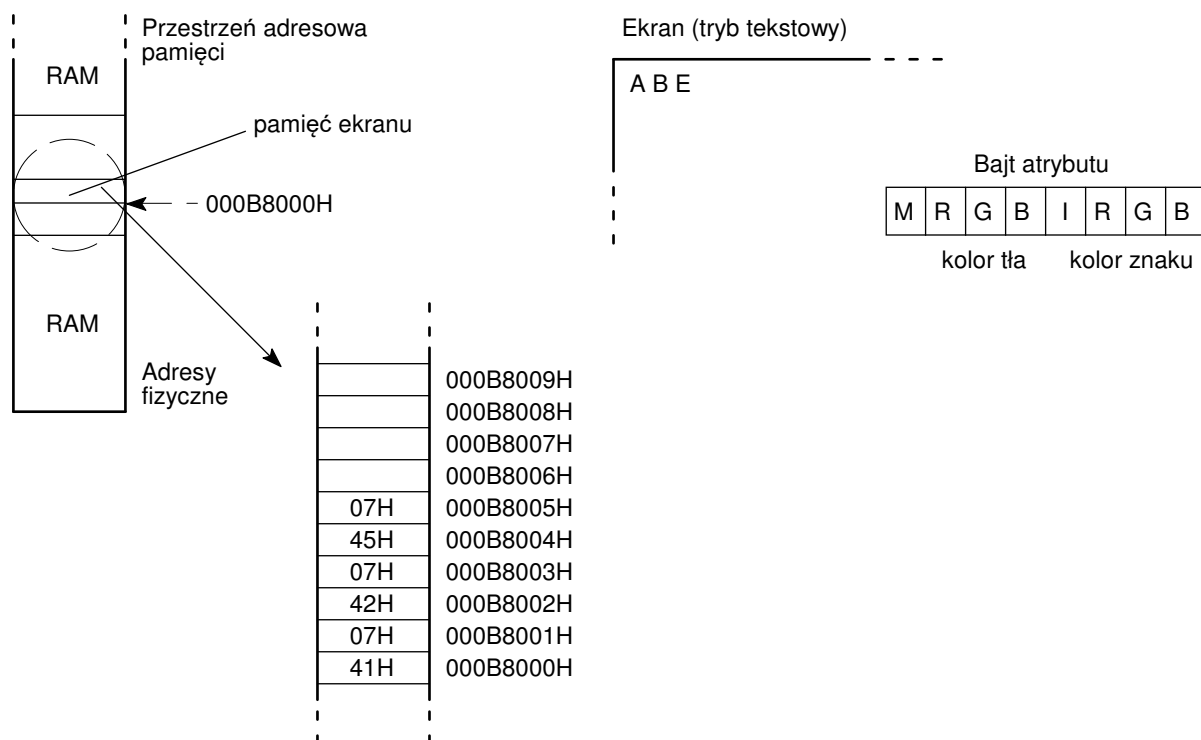 Przestrzeń adresowa
pamięci
RAM
pamięć ekranu
000B8000H
RAM
Adresy
fizyczne
Ekran (tryb tekstowy)
A B E
Bajt atrybutu
M R G B I R G B
kolor tła kolor znaku
000B8009H
000B8008H
000B8007H
000B8006H
07H 000B8005H
45H 000B8004H
07H 000B8003H
42H 000B8002H
07H 000B8001H
41H 000B8000H